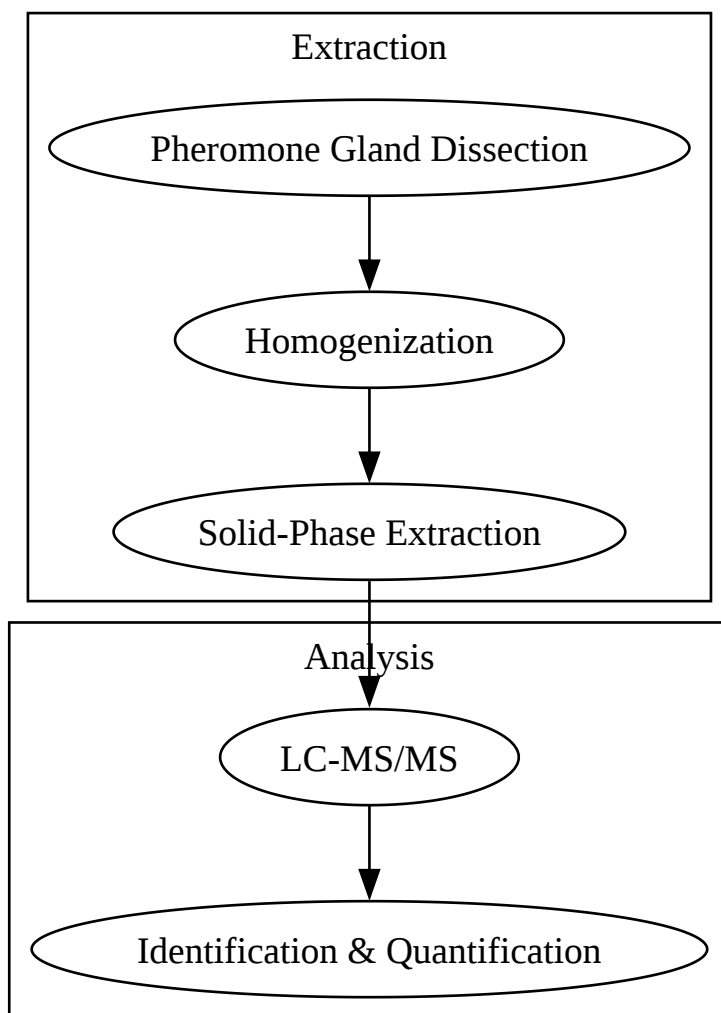 Extraction
Pheromone Gland Dissection
Homogenization
Solid-Phase Extraction
Analysis
LC-MS/MS
Identification & Quantification